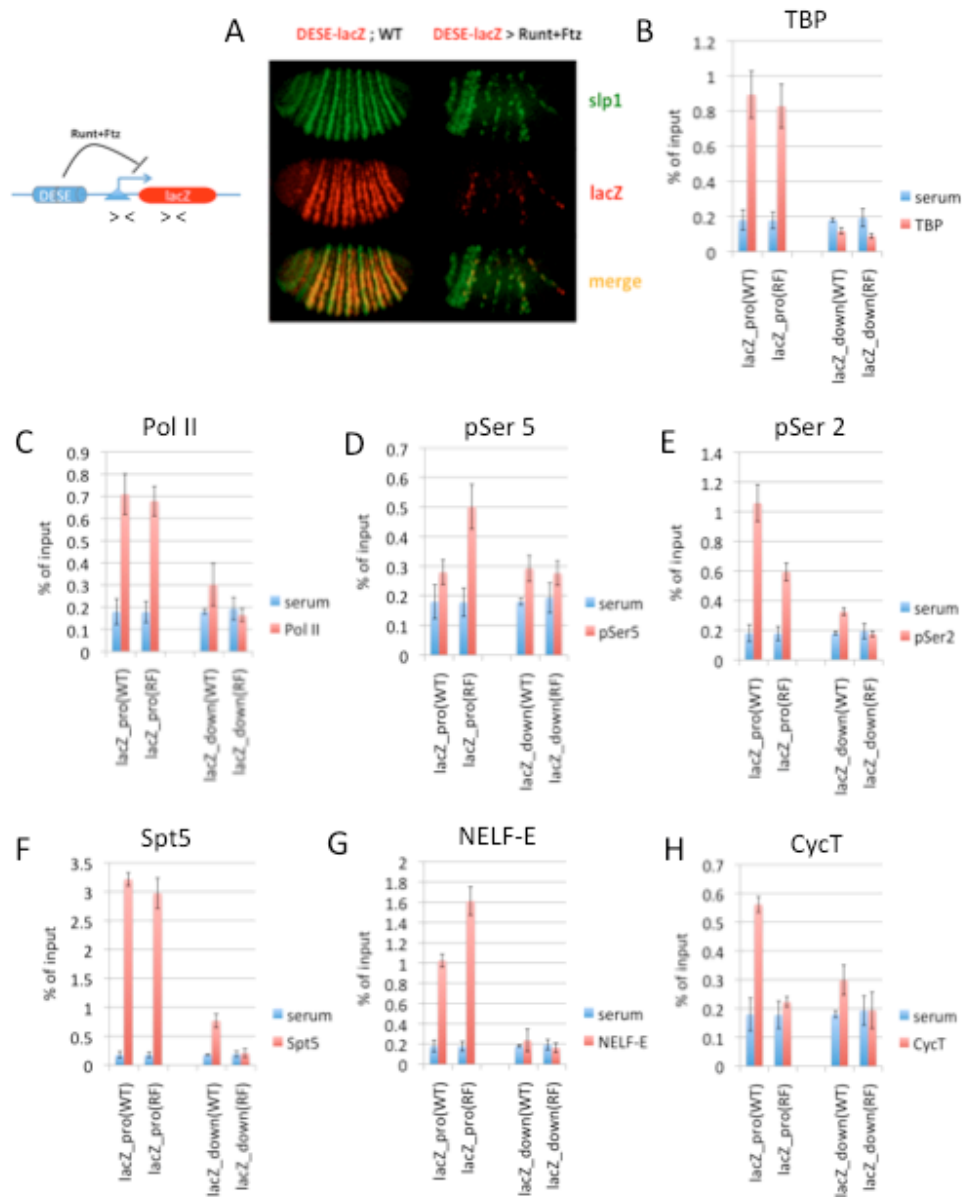 A
DESE-lacZ ; WT DESE-lacZ > Runt+Ftz
slp1
lacZ
merge
Runt+Ftz
DESE
lacZ
> < > <
B
TBP
% of input
1.2
1
0.8
0.6
0.4
0.2
0
serum
TBP
lacZ_pro(WT)
lacZ_pro(RF)
lacZ_down(WT)
lacZ_down(RF)
C
Pol II
% of input
0.9
0.8
0.7
0.6
0.5
0.4
0.3
0.2
0.1
0
serum
Pol II
lacZ_pro(WT)
lacZ_pro(RF)
lacZ_down(WT)
lacZ_down(RF)
D
pSer 5
% of input
0.7
0.6
0.5
0.4
0.3
0.2
0.1
0
serum
pSer5
lacZ_pro(WT)
lacZ_pro(RF)
lacZ_down(WT)
lacZ_down(RF)
E
pSer 2
% of input
1.4
1.2
1
0.8
0.6
0.4
0.2
0
serum
pSer2
lacZ_pro(WT)
lacZ_pro(RF)
lacZ_down(WT)
lacZ_down(RF)
F
Spt5
% of input
3.5
3
2.5
2
1.5
1
0.5
0
serum
Spt5
lacZ_pro(WT)
lacZ_pro(RF)
lacZ_down(WT)
lacZ_down(RF)
G
NELF-E
% of input
2
1.8
1.6
1.4
1.2
1
0.8
0.6
0.4
0.2
0
serum
NELF-E
lacZ_pro(WT)
lacZ_pro(RF)
lacZ_down(WT)
lacZ_down(RF)
H
CycT
% of input
0.7
0.6
0.5
0.4
0.3
0.2
0.1
0
serum
CycT
lacZ_pro(WT)
lacZ_pro(RF)
lacZ_down(WT)
lacZ_down(RF)